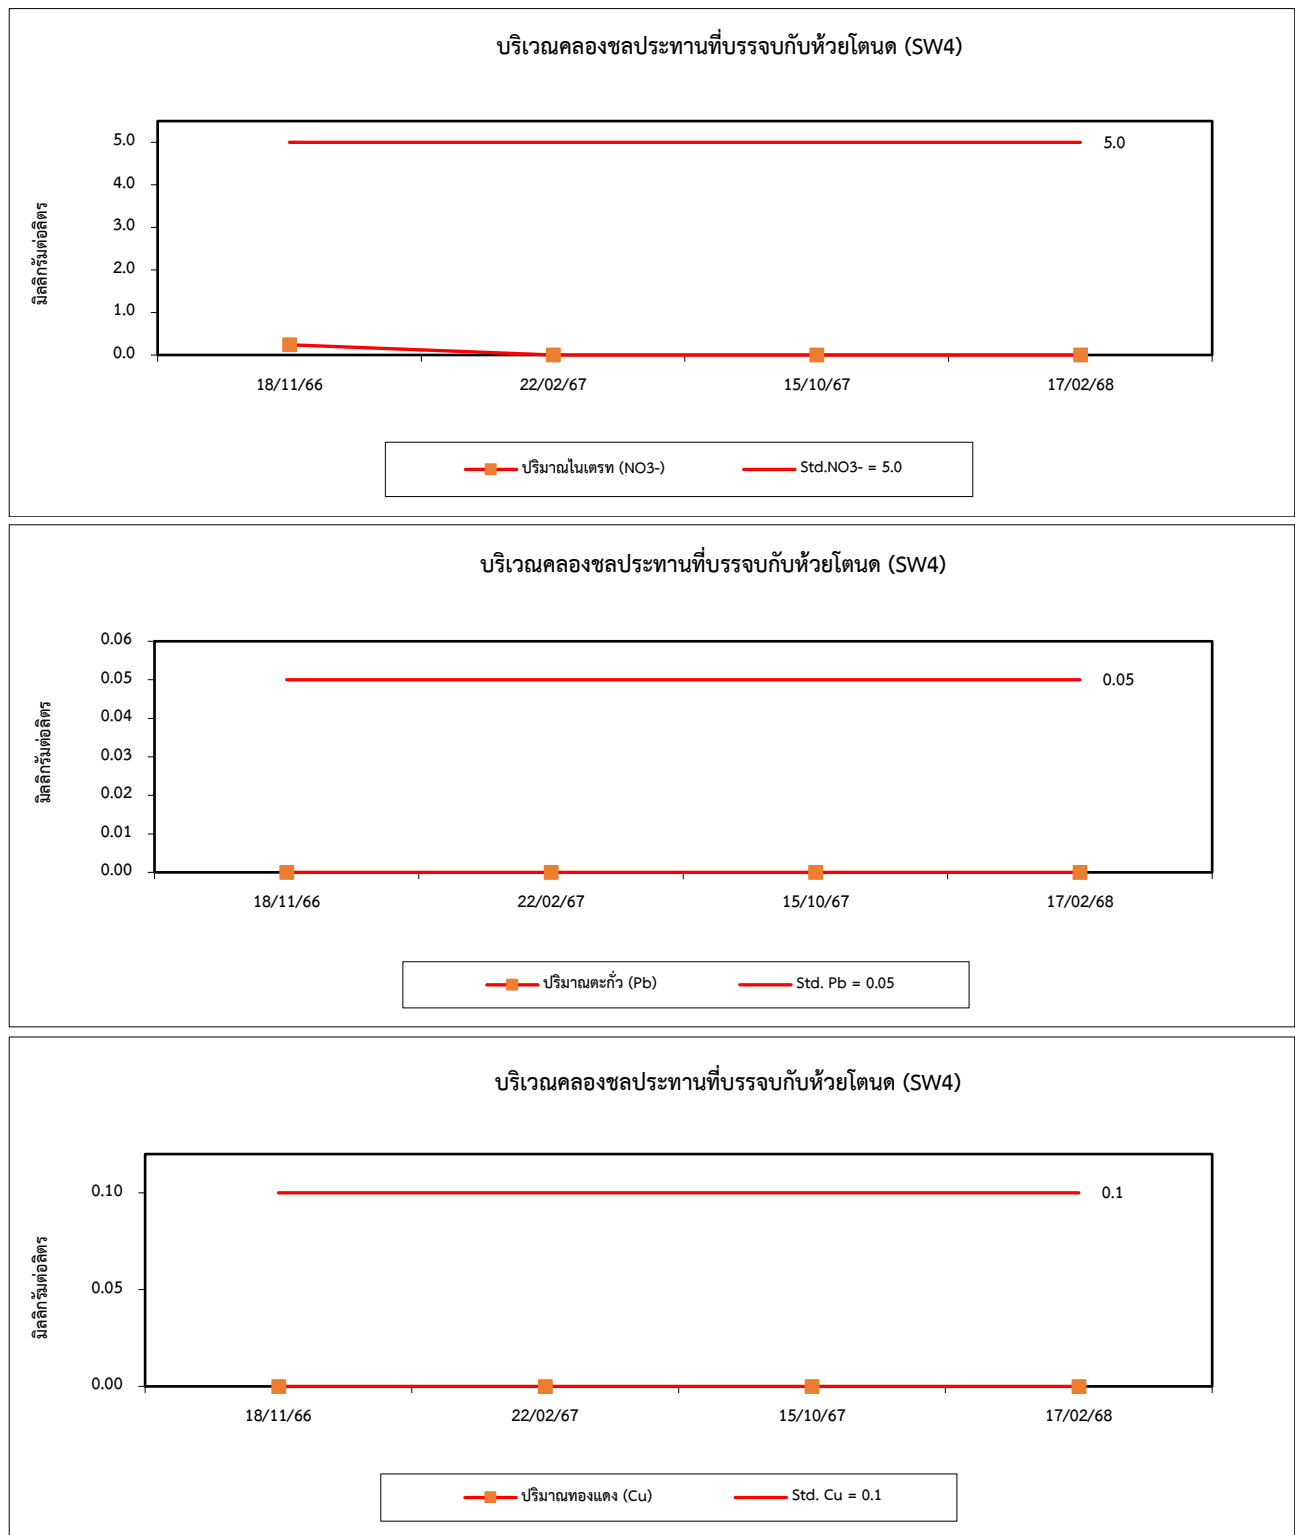 บริเวณคลองชลประทานที่บรรจบกับห้วยโตนด (SW4)
มิลลิกรัมต่อลิตร
5.0
4.0
3.0
2.0
1.0
0.0
5.0
18/11/66 22/02/67 15/10/67 17/02/68
ปริมาณไนเตรท (NO3-) Std.NO3- = 5.0
บริเวณคลองชลประทานที่บรรจบกับห้วยโตนด (SW4)
มิลลิกรัมต่อลิตร
0.06
0.05
0.04
0.03
0.02
0.01
0.00
0.05
18/11/66 22/02/67 15/10/67 17/02/68
ปริมาณตะกั่ว (Pb) Std. Pb = 0.05
บริเวณคลองชลประทานที่บรรจบกับห้วยโตนด (SW4)
มิลลิกรัมต่อลิตร
0.10
0.05
0.00
0.1
18/11/66 22/02/67 15/10/67 17/02/68
ปริมาณทองแดง (Cu) Std. Cu = 0.1